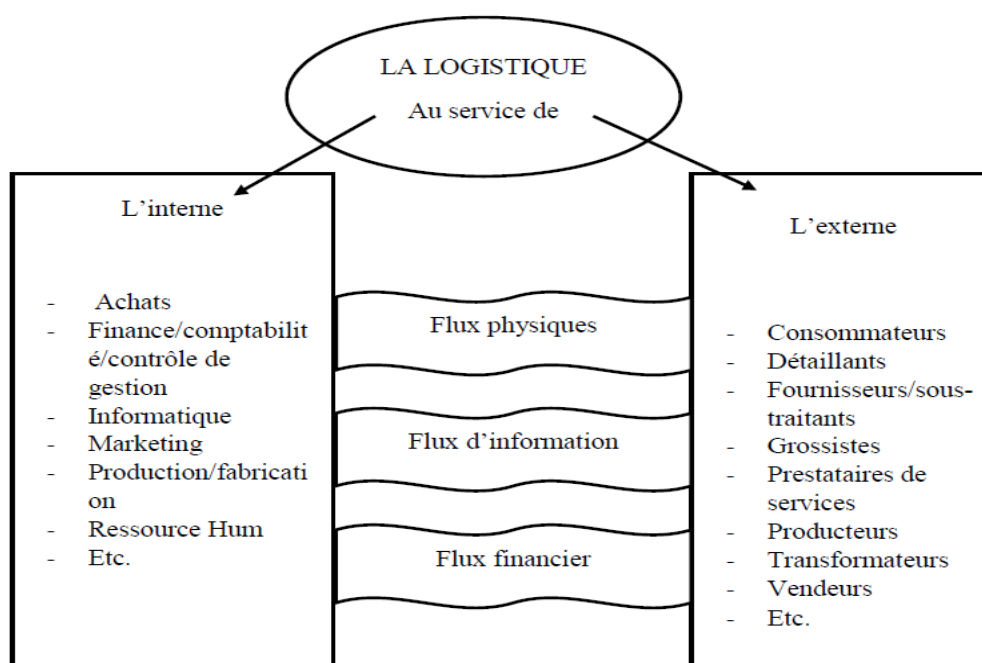 LA LOGISTIQUE
Au service de
L’interne
- Achats
- Finance/comptabilit
é/contrôle de
gestion
- Informatique
- Marketing
- Production/fabricati
on
- Ressource Hum
- Etc.
Flux physiques
Flux d’information
Flux financier
L’externe
- Consommateurs
- Détaillants
- Fournisseurs/sous-
traitants
- Grossistes
- Prestataires de
services
- Producteurs
- Transformateurs
- Vendeurs
- Etc.